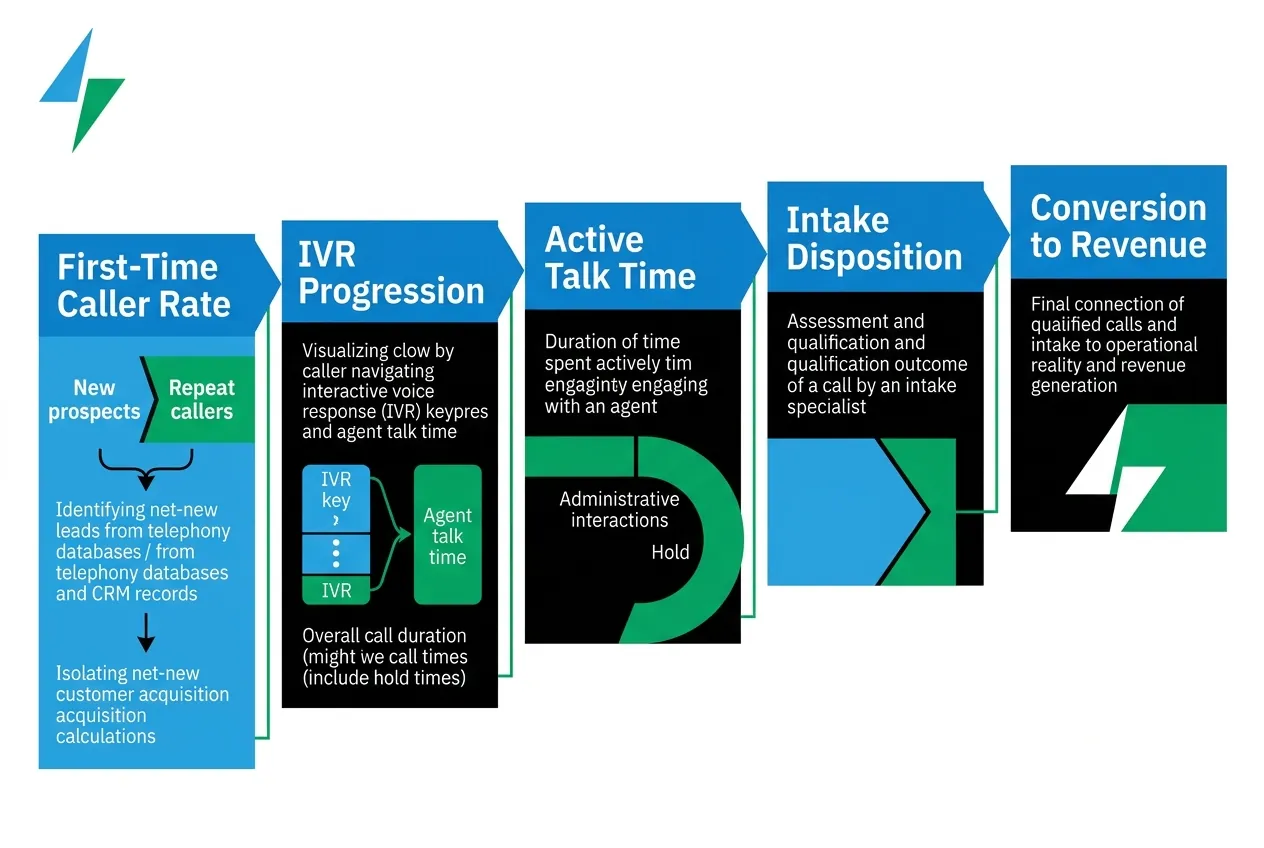 First-Time
Caller Rate
New
prospects
Repeat
callers
Identifying net-new
leads from telephony
databases / from
telephony databases
and CRM records
Isolating net-new
customer acquisition
acquisition
calculations
IVR
Progression
Visualizing clow by
caller navigating
interactive voice
response (IVR) keypres
and agent talk time
IVR
key
IVR
Agent
talk
time
Overall call duration
(might we call times
(include hold times)
Active
Talk Time
Duration of time
spent actively tim
engaginty engaging
with an agent
Administrative
interactions
Hold
Intake
Disposition
Assessment and
qualification and
qualification outcome
of a call by an intake
specialist
Conversion
to Revenue
Final connection of
qualified calls and
intake to operational
reality and revenue
generation